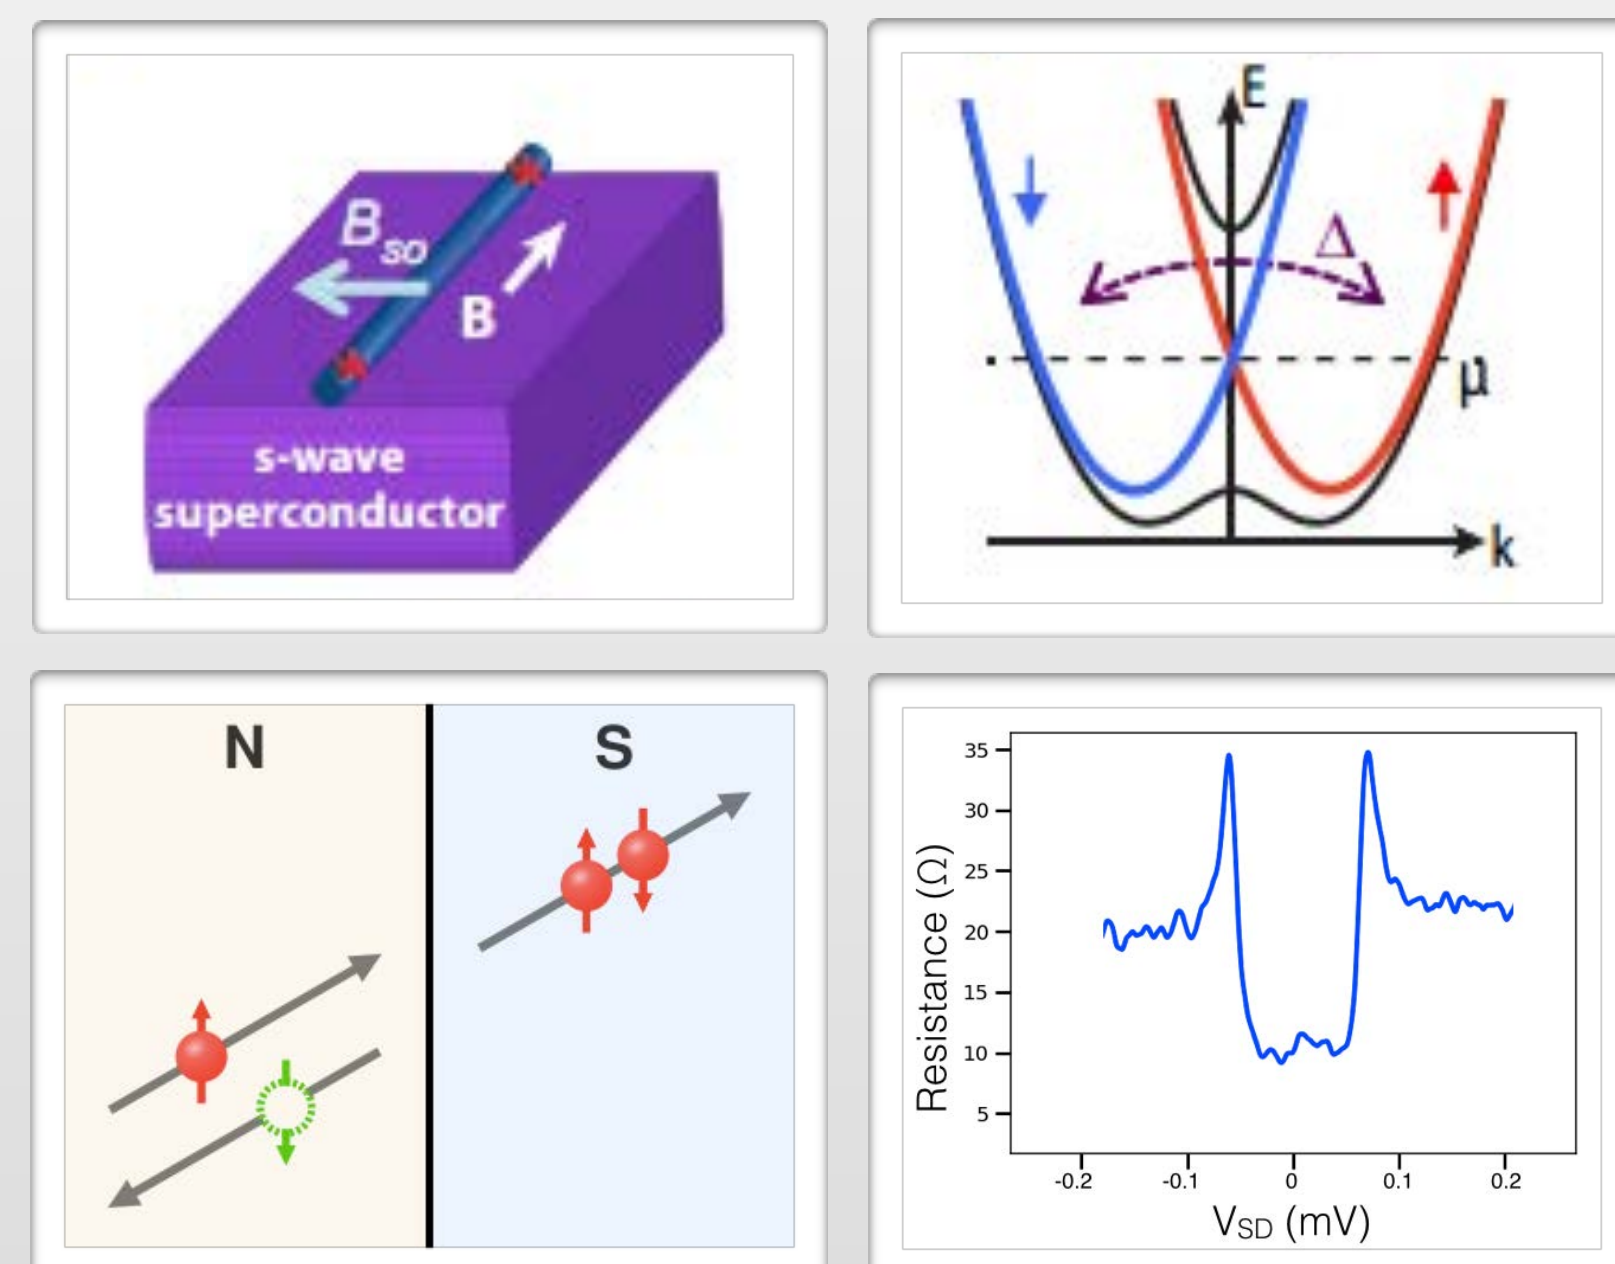 B_SO
B
s-wave
superconductor
E
Δ
μ
k
N
S
Resistance (Ω)
35
30
25
20
15
10
5
-0.2 -0.1 0 0.1 0.2
V_SD (mV)